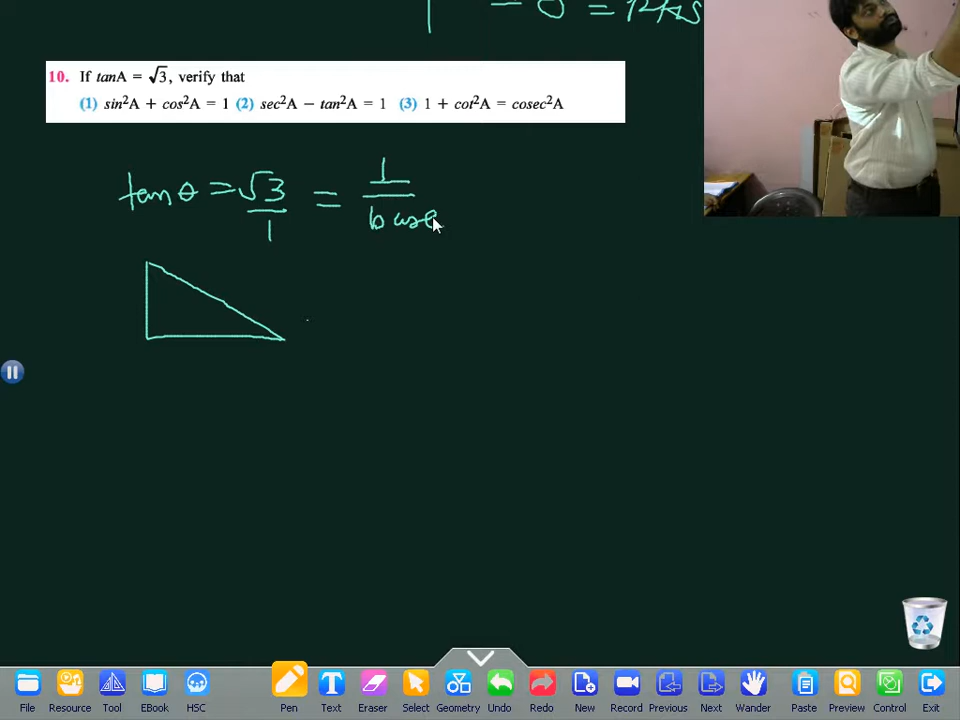 = 12 
10. If tanA = √3, verify that
(1) sin²A + cos²A = 1 (2) sec²A − tan²A = 1 (3) 1 + cot²A = cosec²A
tan θ = √3/1 = ⊥/base
File Resource Tool EBook HSC Pen Text Eraser Select Geometry Undo Redo New Record Previous Next Wander Paste Preview Control Exit